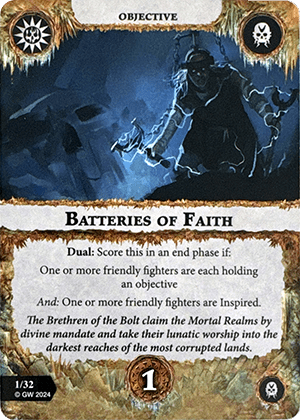 OBJECTIVE
BATTERIES OF FAITH
Dual: Score this in an end phase if:
One or more friendly fighters are each holding
an objective
And: One or more friendly fighters are Inspired.
The Brethren of the Bolt claim the Mortal Realms by
divine mandate and take their lunatic worship into the
darkest reaches of the most corrupted lands.
1/32
© GW 2024
1